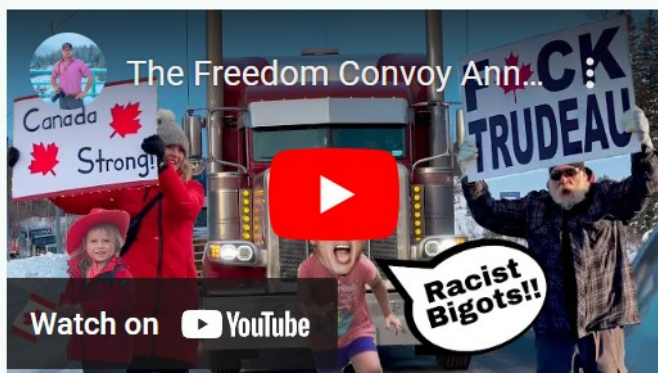 The Freedom Convoy Ann...
Canada
Strong!
F CK
TRUDEAU
Racist
Bigots!!
Watch on YouTube